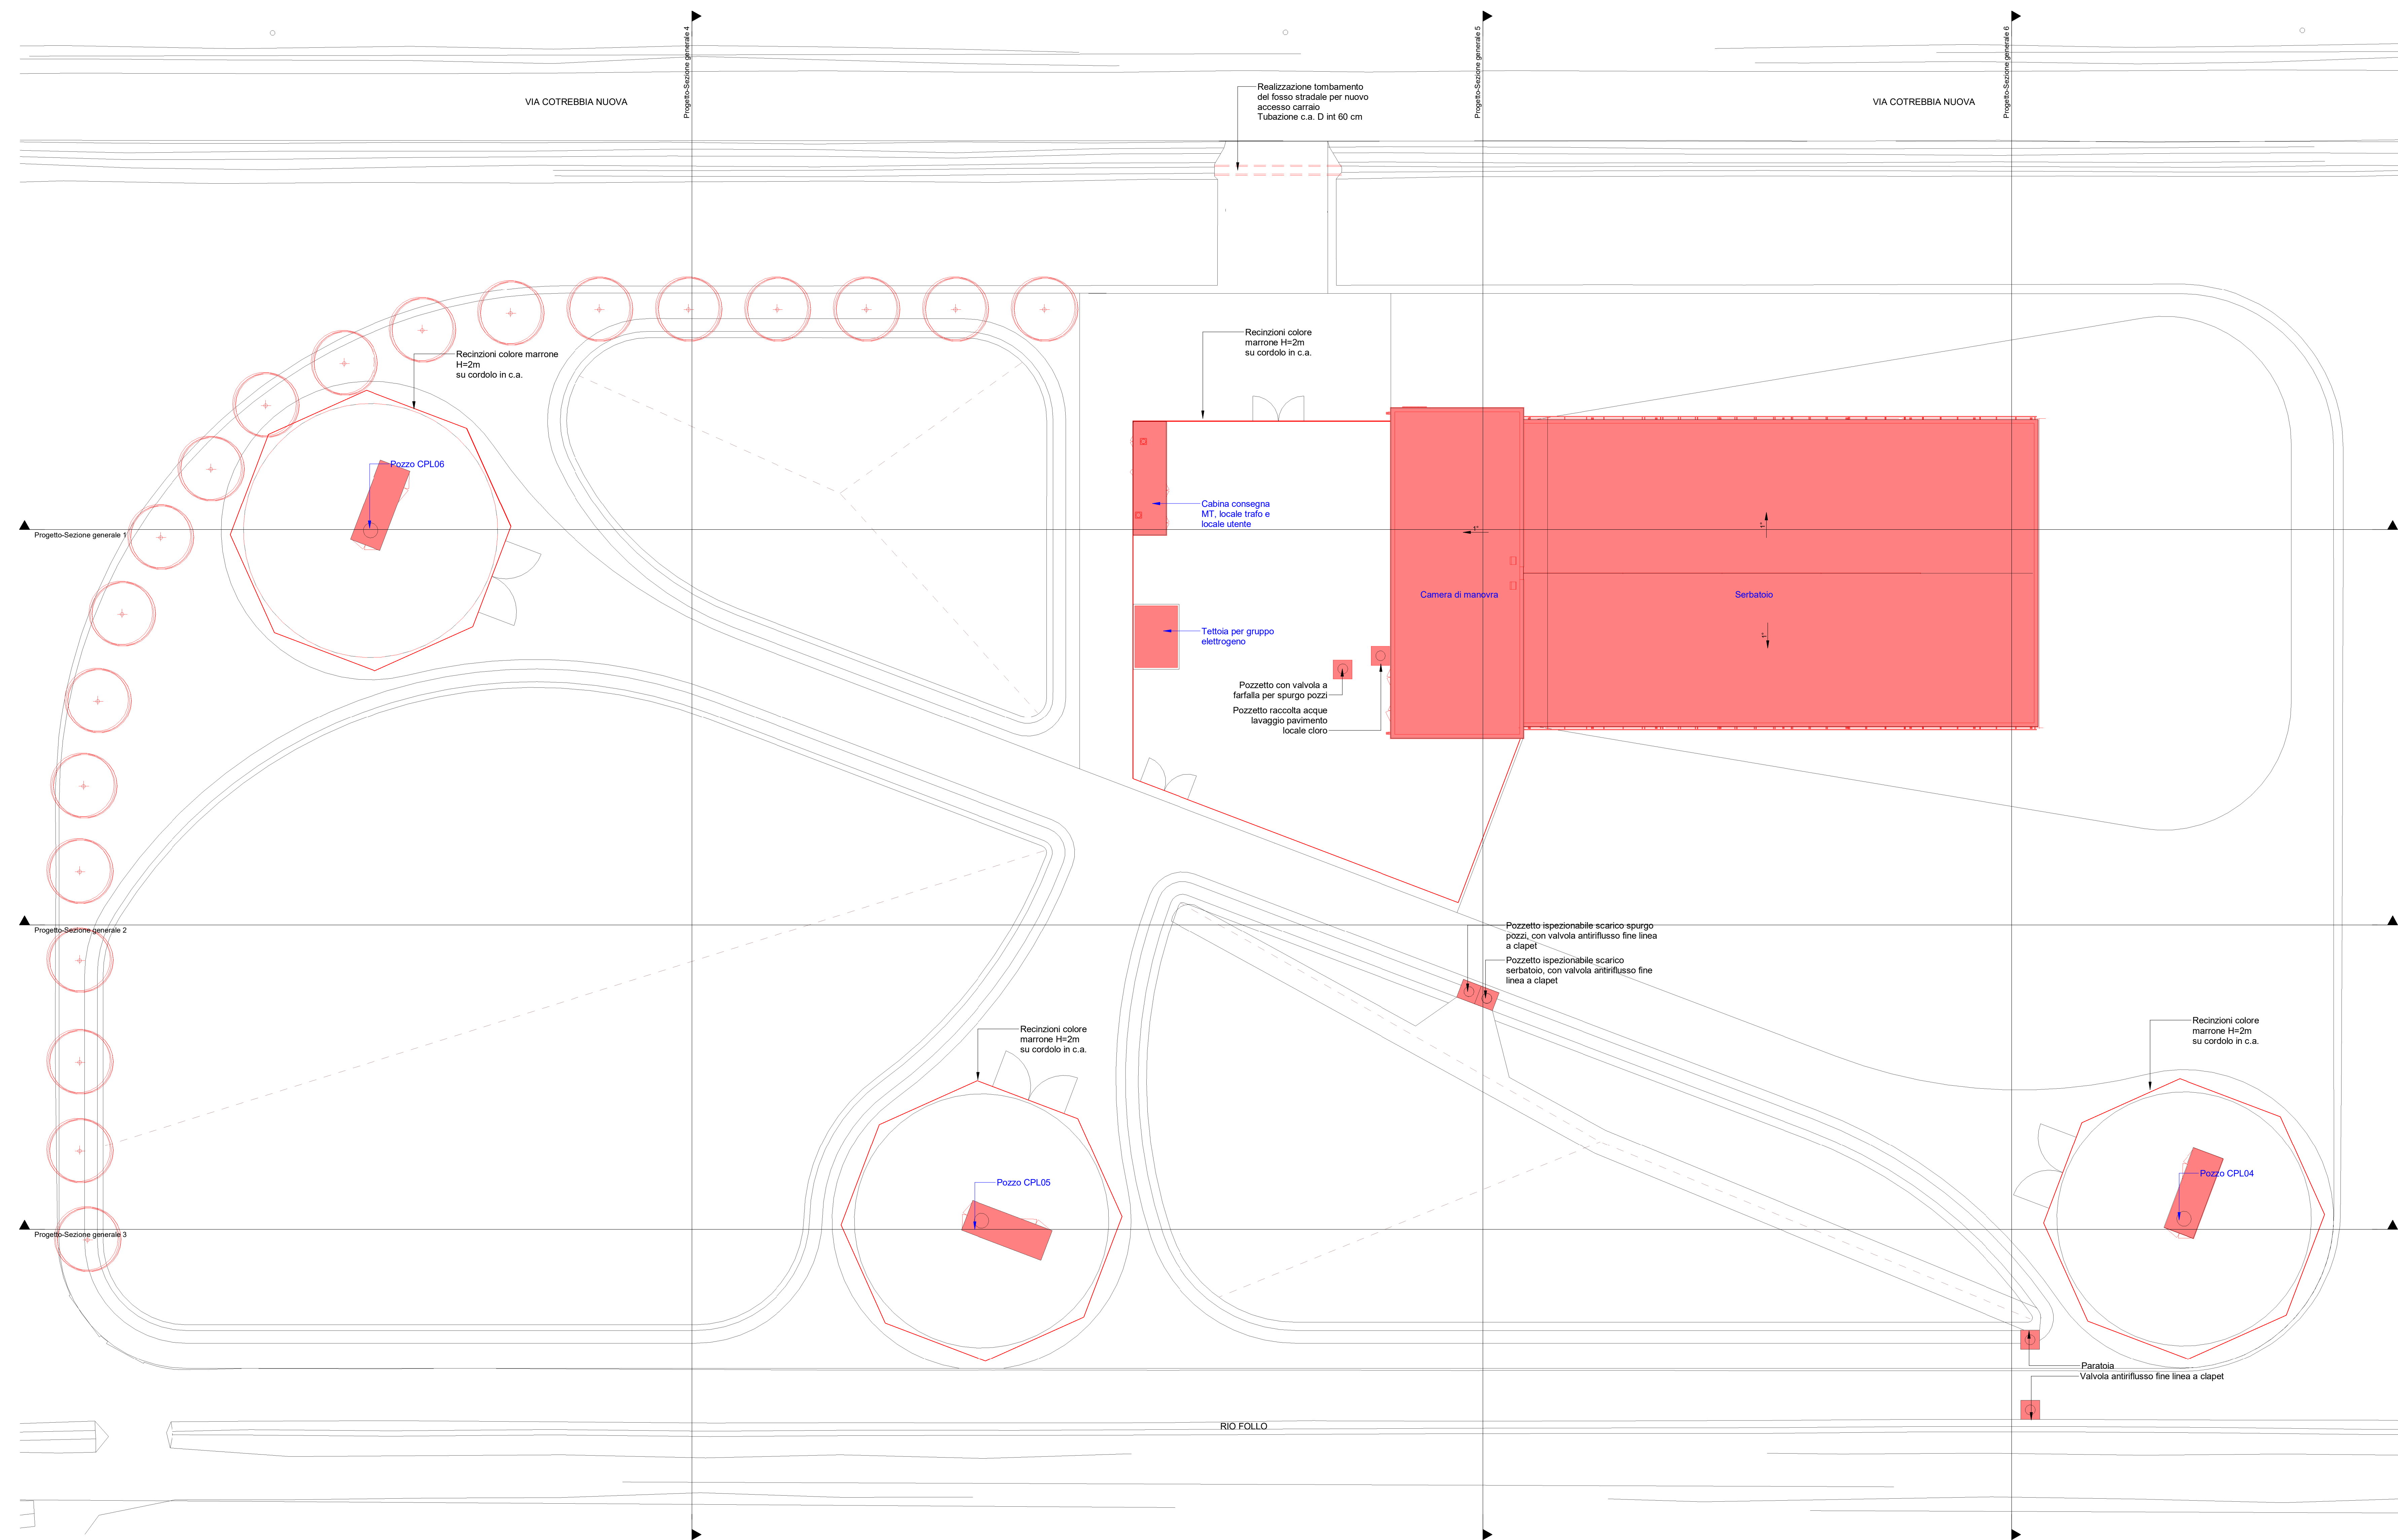 Progetto-Sezione generale 4
Progetto-Sezione generale 5
Progetto-Sezione generale 6
VIA COTREBBIA NUOVA
Realizzazione tombamento
del fosso stradale per nuovo
accesso carraio
Tubazione c.a. D int 60 cm
VIA COTREBBIA NUOVA
Recinzioni colore marrone
H=2m
su cordolo in c.a.
Recinzioni colore
marrone H=2m
su cordolo in c.a.
Pozzo CPL06
Cabina consegna
MT, locale trafo e
locale utente
Progetto-Sezione generale 1
1°
1°
Camera di manovra
Serbatoio
1°
Tettoia per gruppo
elettrogeno
Pozzetto con valvola a
farfalla per spurgo pozzi
Pozzetto raccolta acque
lavaggio pavimento
locale cloro
Progetto-Sezione generale 2
Pozzetto ispezionabile scarico spurgo
pozzi, con valvola antiriflusso fine linea
a clapet
Pozzetto ispezionabile scarico
serbatoio, con valvola antiriflusso fine
linea a clapet
Recinzioni colore
marrone H=2m
su cordolo in c.a.
Recinzioni colore
marrone H=2m
su cordolo in c.a.
Pozzo CPL05
Pozzo CPL04
Progetto-Sezione generale 3
Paratoia
Valvola antiriflusso fine linea a clapet
RIO FOLLO